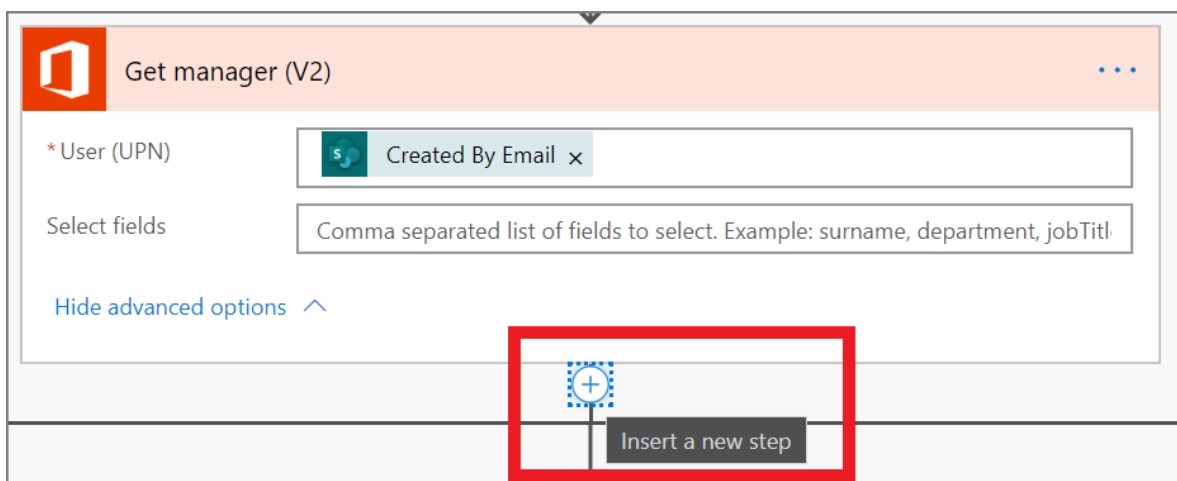 Get manager (V2)
* User (UPN)
S Created By Email ×
Select fields
Comma separated list of fields to select. Example: surname, department, jobTitl
Hide advanced options
Insert a new step